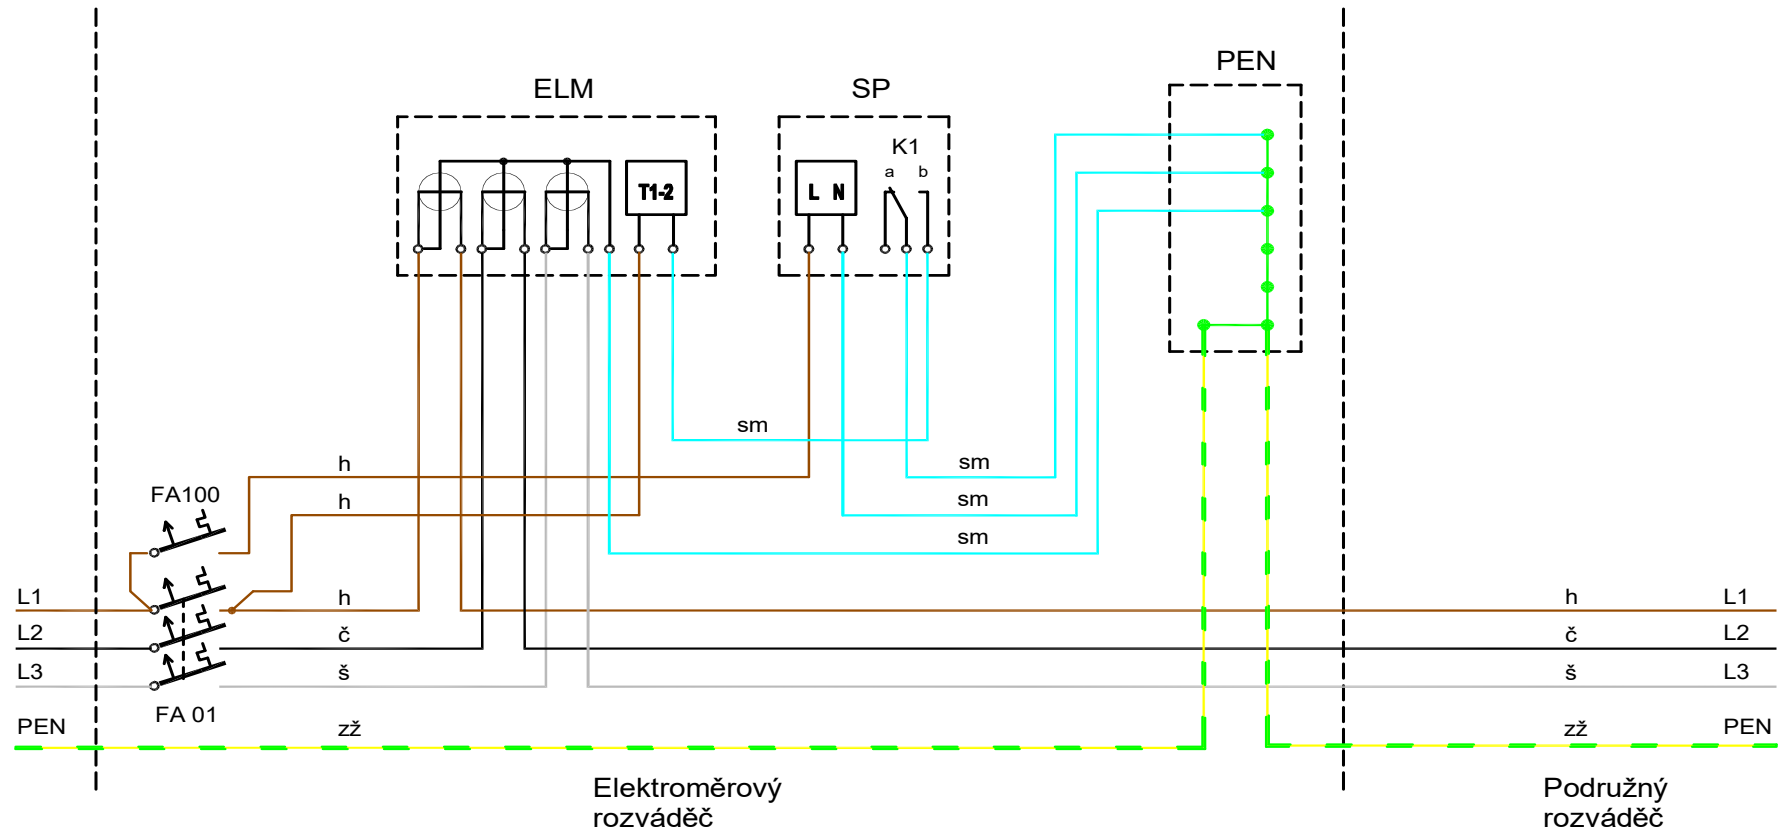 PEN
ELM
SP
K1
a b
T1-2
L N
sm
h
sm
FA100
h
sm
sm
L1
h
h
L1
L2
č
č
L2
L3
š
š
L3
FA 01
PEN
zž
zž
PEN
Elektroměrový
rozváděč
Podružný
rozváděč